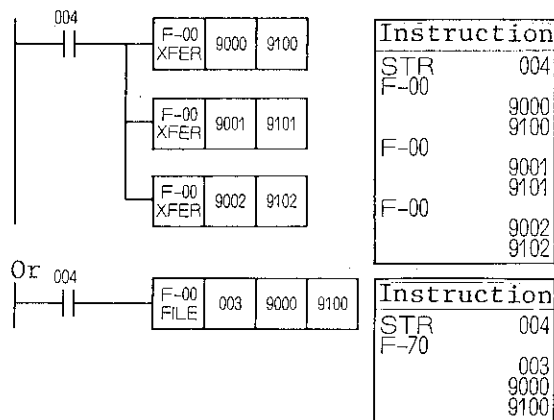 004
F-00
XFER 9000 9100
F-00
XFER 9001 9101
F-00
XFER 9002 9102
Instruction
STR 004
F-00
9000
9100
F-00
9001
9101
F-00
9002
9102
Or
004
F-00
FILE 003 9000 9100
Instruction
STR 004
F-70
003
9000
9100